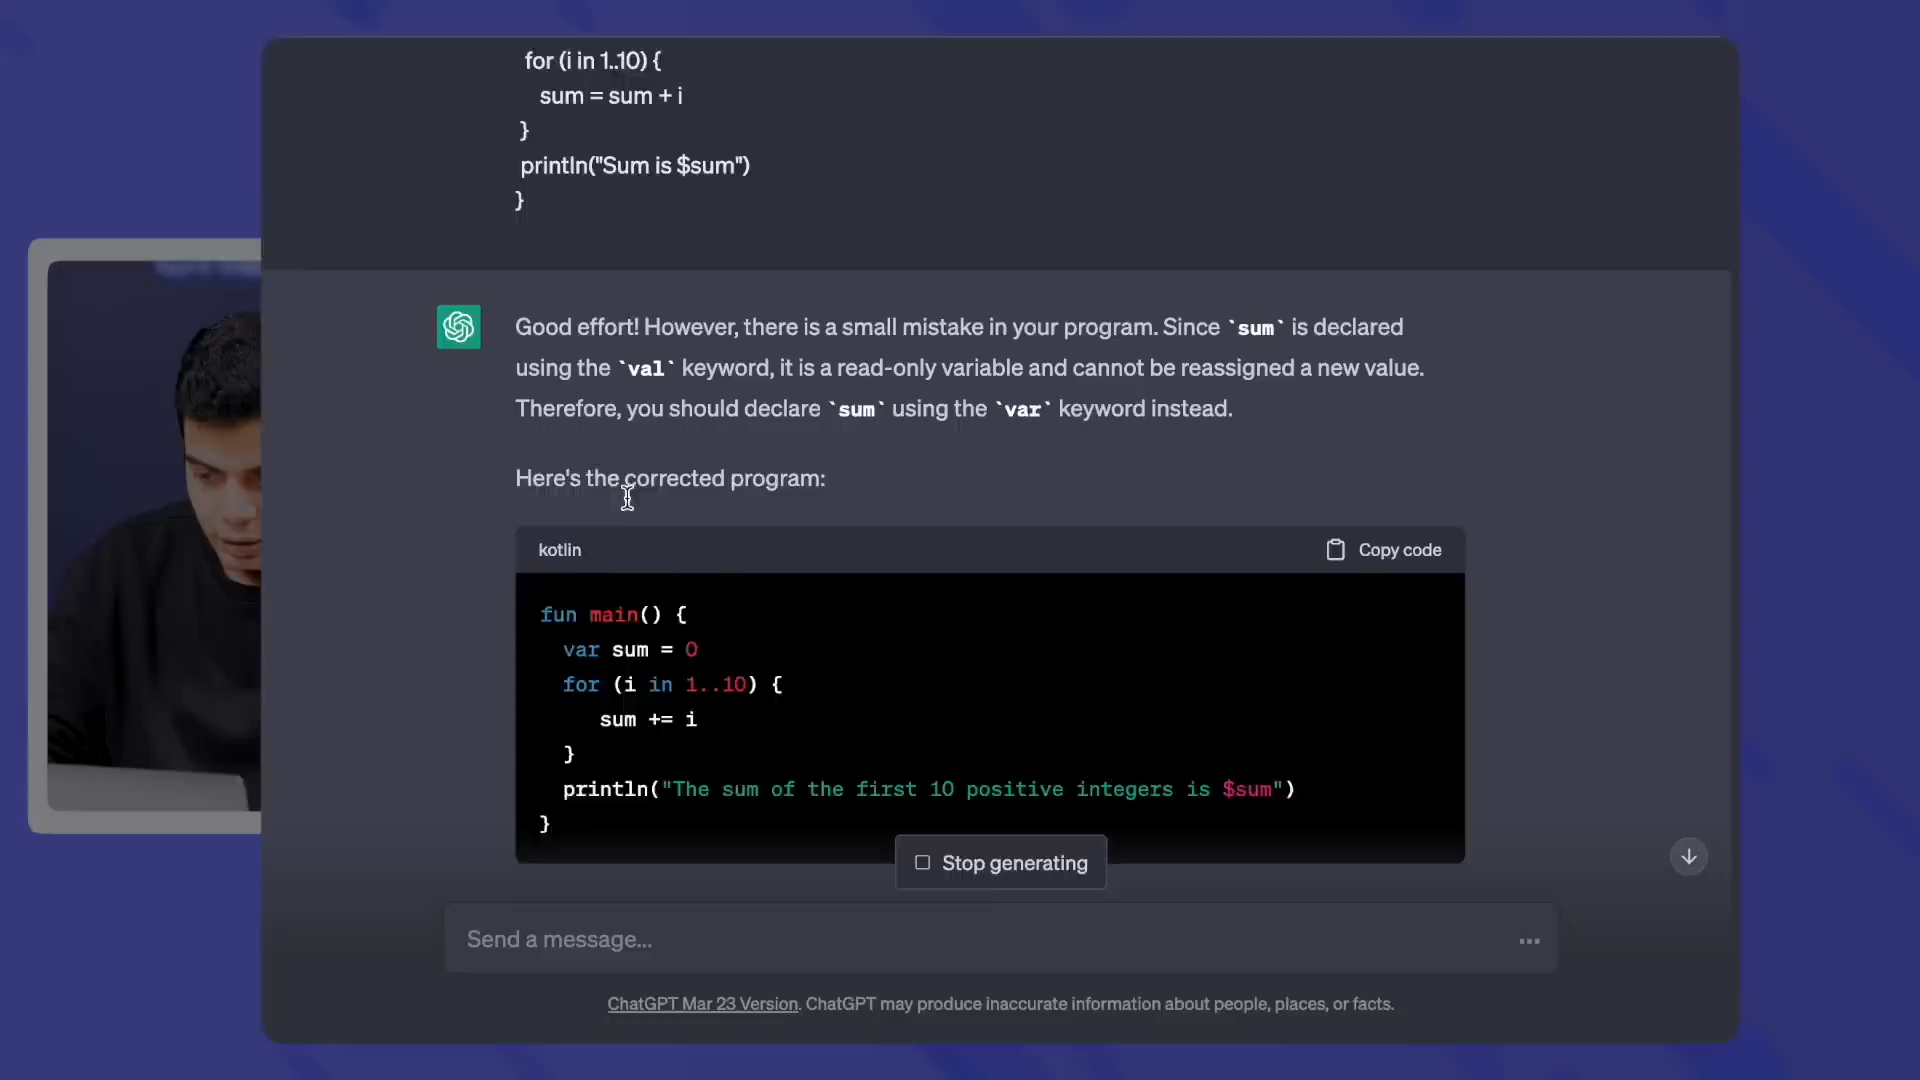 for (i in 1..10) {
sum = sum + i
}
println("Sum is $sum")
}
Good effort! However, there is a small mistake in your program. Since `sum` is declared
using the `val` keyword, it is a read-only variable and cannot be reassigned a new value.
Therefore, you should declare `sum` using the `var` keyword instead.
Here's the corrected program:
kotlin
Copy code
fun main() {
var sum = 0
for (i in 1..10) {
sum += i
}
println("The sum of the first 10 positive integers is $sum")
}
Stop generating
Send a message...
ChatGPT Mar 23 Version. ChatGPT may produce inaccurate information about people, places, or facts.